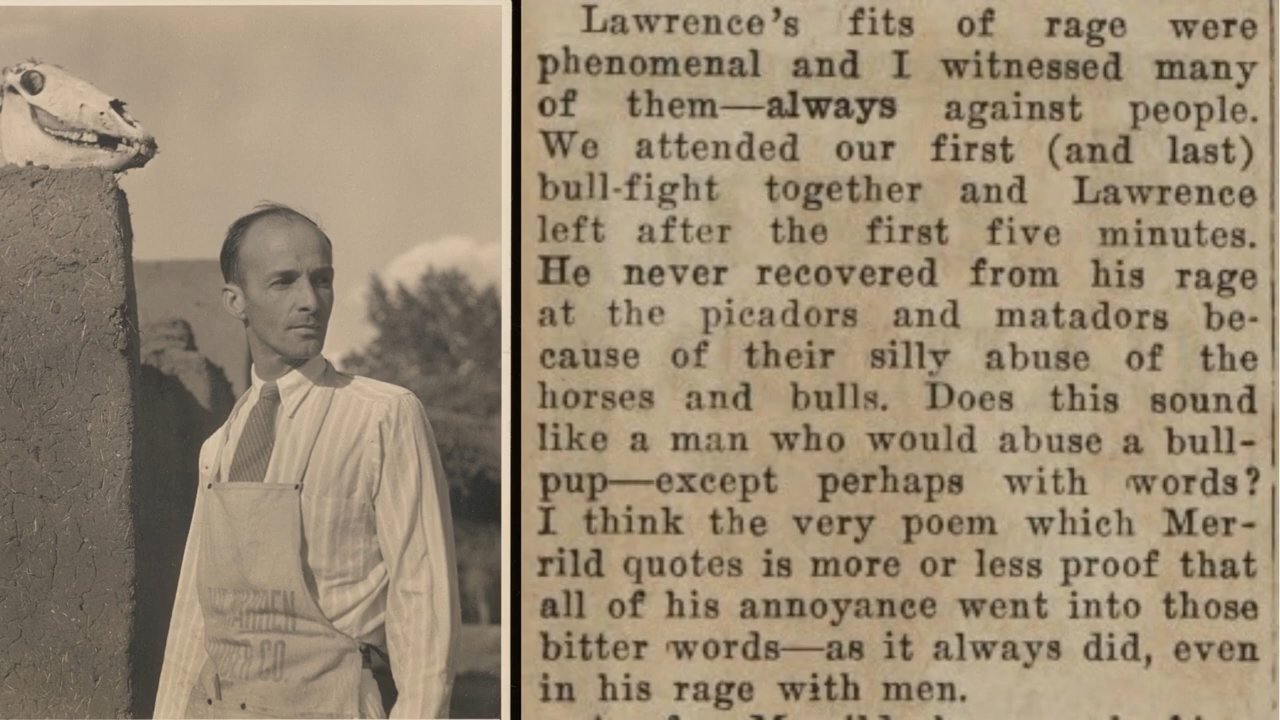 CO.
Lawrence's fits of rage were
phenomenal and I witnessed many
of them—always against people.
We attended our first (and last)
bull-fight together and Lawrence
left after the first five minutes.
He never recovered from his rage
at the picadors and matadors be-
cause of their silly abuse of the
horses and bulls. Does this sound
like a man who would abuse a bull-
pup—except perhaps with words?
I think the very poem which Mer-
rild quotes is more or less proof that
all of his annoyance went into those
bitter words—as it always did, even
in his rage with men.